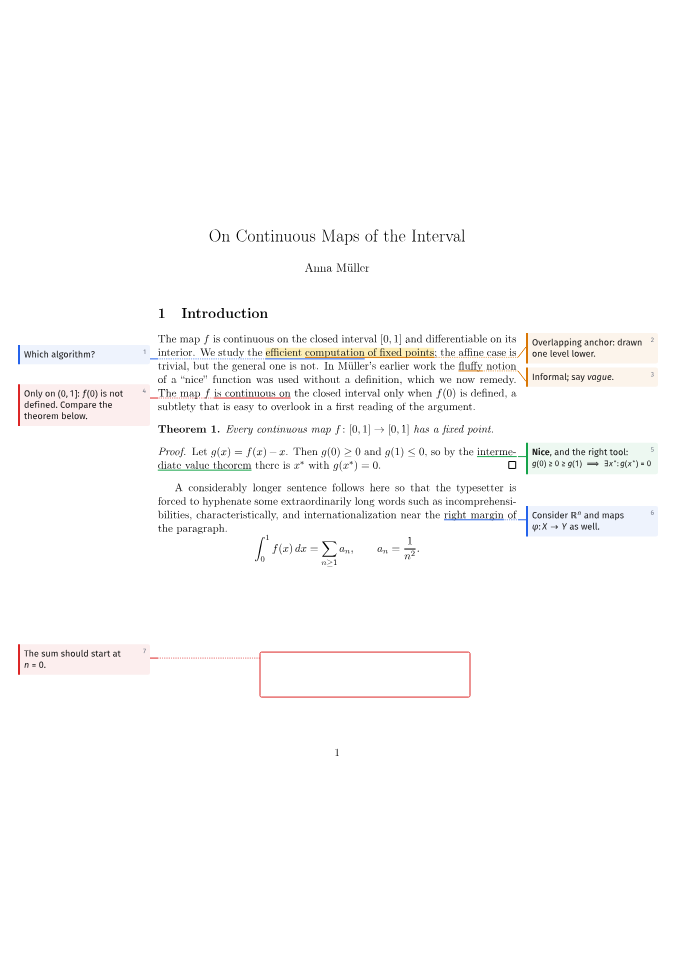 On Continuous Maps of the Interval
Anna Müller
1 Introduction
The map f is continuous on the closed interval [0, 1] and differentiable on its
interior. We study the efficient computation of fixed points; the affine case is
trivial, but the general one is not. In Müller's earlier work the fluffy notion
of a “nice” function was used without a definition, which we now remedy.
The map f is continuous on the closed interval only when f(0) is defined, a
subtlety that is easy to overlook in a first reading of the argument.
Theorem 1. Every continuous map f : [0, 1] → [0, 1] has a fixed point.
Proof. Let g(x) = f(x) − x. Then g(0) ≥ 0 and g(1) ≤ 0, so by the interme-
diate value theorem there is x* with g(x*) = 0. □
A considerably longer sentence follows here so that the typesetter is
forced to hyphenate some extraordinarily long words such as incomprehensi-
bilities, characteristically, and internationalization near the right margin of
the paragraph.
∫₀¹ f(x) dx = ∑_{n≥1} aₙ, aₙ = 1/n².
Which algorithm? 1
Overlapping anchor: drawn 2
one level lower.
Informal; say vague. 3
Only on (0, 1]: f(0) is not 4
defined. Compare the
theorem below.
Nice, and the right tool: 5
g(0) ≥ 0 ≥ g(1) ⟹ ∃x*: g(x*) = 0
Consider ℝⁿ and maps 6
φ: X → Y as well.
The sum should start at 7
n = 0.
1